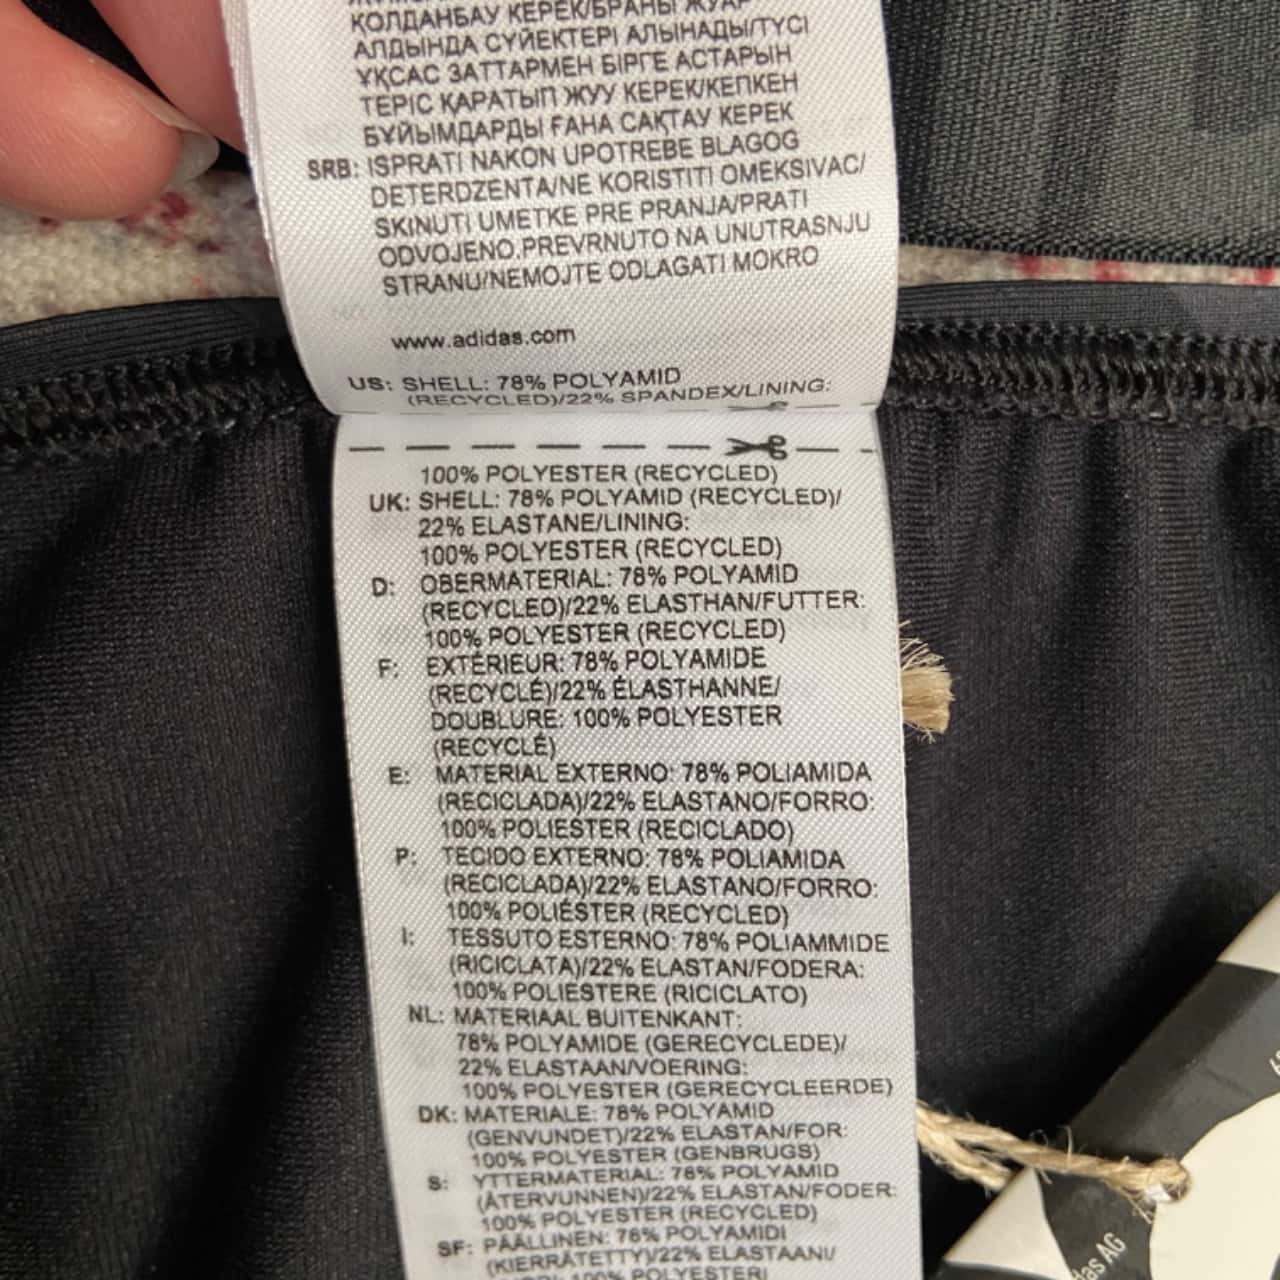 ҚОЛДАНБАУ КЕРЕК/БРАНЫ ЖУАР
АЛДЫНДА СҮЙЕКТЕРІ АЛЫНАДЫ/ТҮСІ
ҰҚСАС ЗАТТАРМЕН БІРГЕ АСТАРЫН
ТЕРІС ҚАРАТЫП ЖУУ КЕРЕК/КЕПКЕН
БҰЙЫМДАРДЫ ҒАНА САҚТАУ КЕРЕК
SRB: ISPRATI NAKON UPOTREBE BLAGOG
DETERDZENTA/NE KORISTITI OMEKSIVAC/
SKINUTI UMETKE PRE PRANJA/PRATI
ODVOJENO.PREVRNUTO NA UNUTRASNJU
STRANU/NEMOJTE ODLAGATI MOKRO
www.adidas.com
US: SHELL: 78% POLYAMID
(RECYCLED)/22% SPANDEX/LINING:
100% POLYESTER (RECYCLED)
UK: SHELL: 78% POLYAMID (RECYCLED)/
22% ELASTANE/LINING:
100% POLYESTER (RECYCLED)
D: OBERMATERIAL: 78% POLYAMID
(RECYCLED)/22% ELASTHAN/FUTTER:
100% POLYESTER (RECYCLED)
F: EXTÉRIEUR: 78% POLYAMIDE
(RECYCLÉ)/22% ÉLASTHANNE/
DOUBLURE: 100% POLYESTER
(RECYCLÉ)
E: MATERIAL EXTERNO: 78% POLIAMIDA
(RECICLADA)/22% ELASTANO/FORRO:
100% POLIESTER (RECICLADO)
P: TECIDO EXTERNO: 78% POLIAMIDA
(RECICLADA)/22% ELASTANO/FORRO:
100% POLIÉSTER (RECYCLED)
I: TESSUTO ESTERNO: 78% POLIAMMIDE
(RICICLATA)/22% ELASTAN/FODERA:
100% POLIESTERE (RICICLATO)
NL: MATERIAAL BUITENKANT:
78% POLYAMIDE (GERECYCLEDE)/
22% ELASTAAN/VOERING:
100% POLYESTER (GERECYCLEERDE)
DK: MATERIALE: 78% POLYAMID
(GENVUNDET)/22% ELASTAN/FOR:
100% POLYESTER (GENBRUGS)
S: YTTERMATERIAL: 78% POLYAMID
(ÅTERVUNNEN)/22% ELASTAN/FODER:
100% POLYESTER (RECYCLED)
SF: PÄÄLLINEN: 78% POLYAMIDI
(KIERRÄTETTY)/22% ELASTAANI/
100% POLYESTERI
das AG